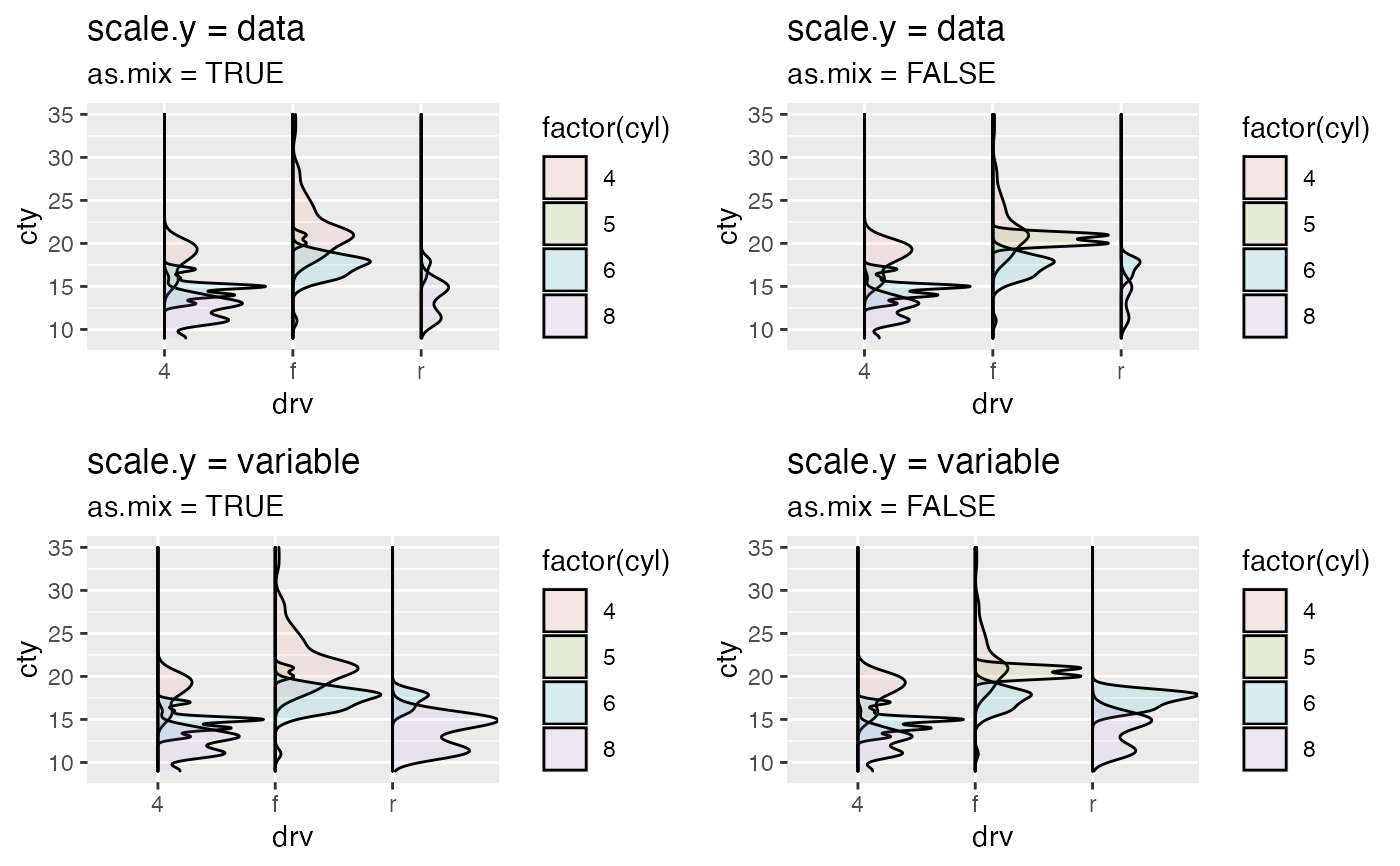 scale.y = data
as.mix = TRUE
35
30
25
20
15
10
cty
4
f
r
drv
factor(cyl)
4
5
6
8
scale.y = data
as.mix = FALSE
35
30
25
20
15
10
cty
4
f
r
drv
factor(cyl)
4
5
6
8
scale.y = variable
as.mix = TRUE
35
30
25
20
15
10
cty
4
f
r
drv
factor(cyl)
4
5
6
8
scale.y = variable
as.mix = FALSE
35
30
25
20
15
10
cty
4
f
r
drv
factor(cyl)
4
5
6
8